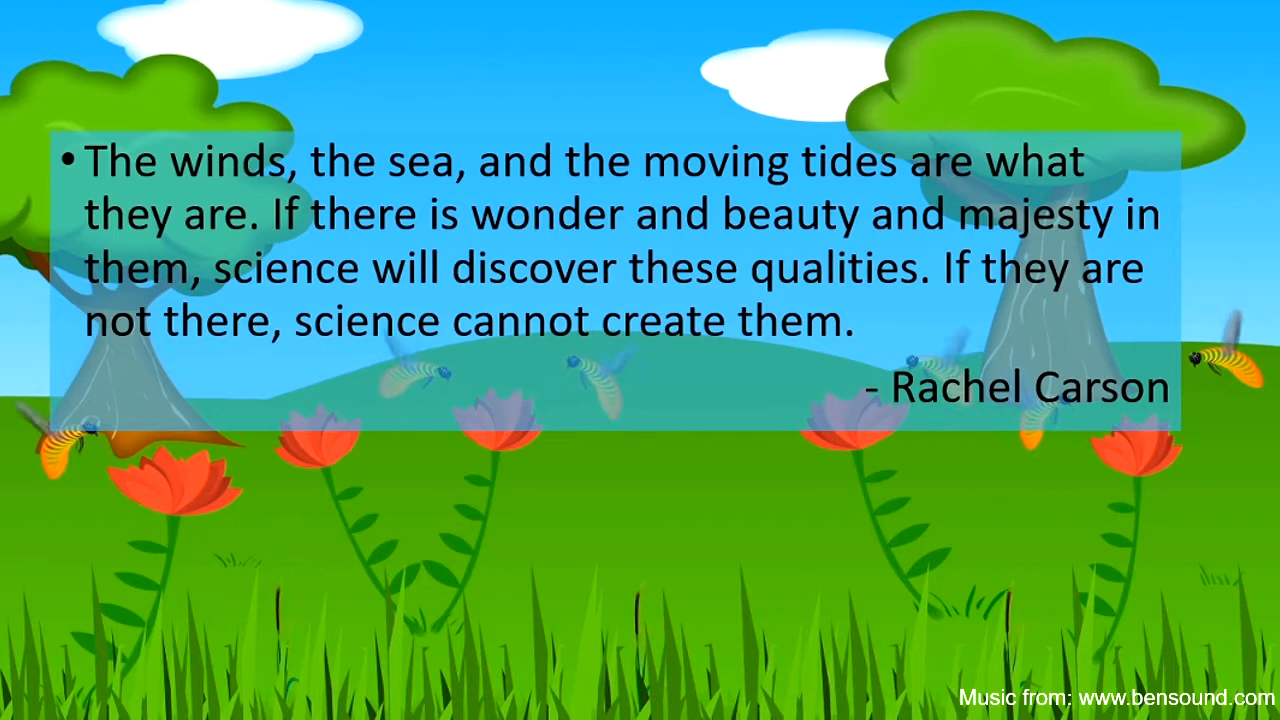 • The winds, the sea, and the moving tides are what
they are. If there is wonder and beauty and majesty in
them, science will discover these qualities. If they are
not there, science cannot create them.
- Rachel Carson
Music from: www.bensound.com